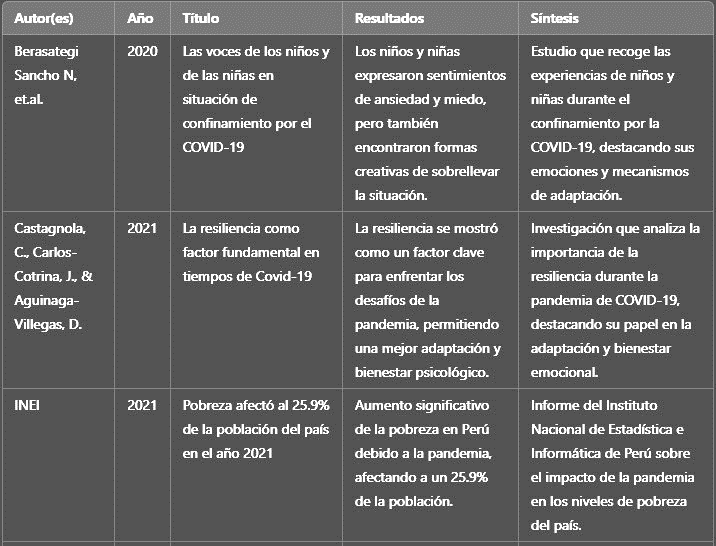 Autor(es) Año Título Resultados Síntesis
Berasategi
Sancho N,
et.al.
2020
Las voces de los niños y
de las niñas en
situación de
confinamiento por el
COVID-19
Los niños y niñas
expresaron sentimientos
de ansiedad y miedo,
pero también
encontraron formas
creativas de sobrellevar
la situación.
Estudio que recoge las
experiencias de niños y
niñas durante el
confinamiento por la
COVID-19, destacando sus
emociones y mecanismos
de adaptación.
Castagnola,
C., Carlos-
Cotrina, J., &
Aguinaga-
Villegas, D.
2021
La resiliencia como
factor fundamental en
tiempos de Covid-19
La resiliencia se mostró
como un factor clave
para enfrentar los
desafíos de la
pandemia, permitiendo
una mejor adaptación y
bienestar psicológico.
Investigación que analiza la
importancia de la
resiliencia durante la
pandemia de COVID-19,
destacando su papel en la
adaptación y bienestar
emocional.
INEI
2021
Pobreza afectó al 25.9%
de la población del país
en el año 2021
Aumento significativo
de la pobreza en Perú
debido a la pandemia,
afectando a un 25.9%
de la población.
Informe del Instituto
Nacional de Estadística e
Informática de Perú sobre
el impacto de la pandemia
en los niveles de pobreza
del país.